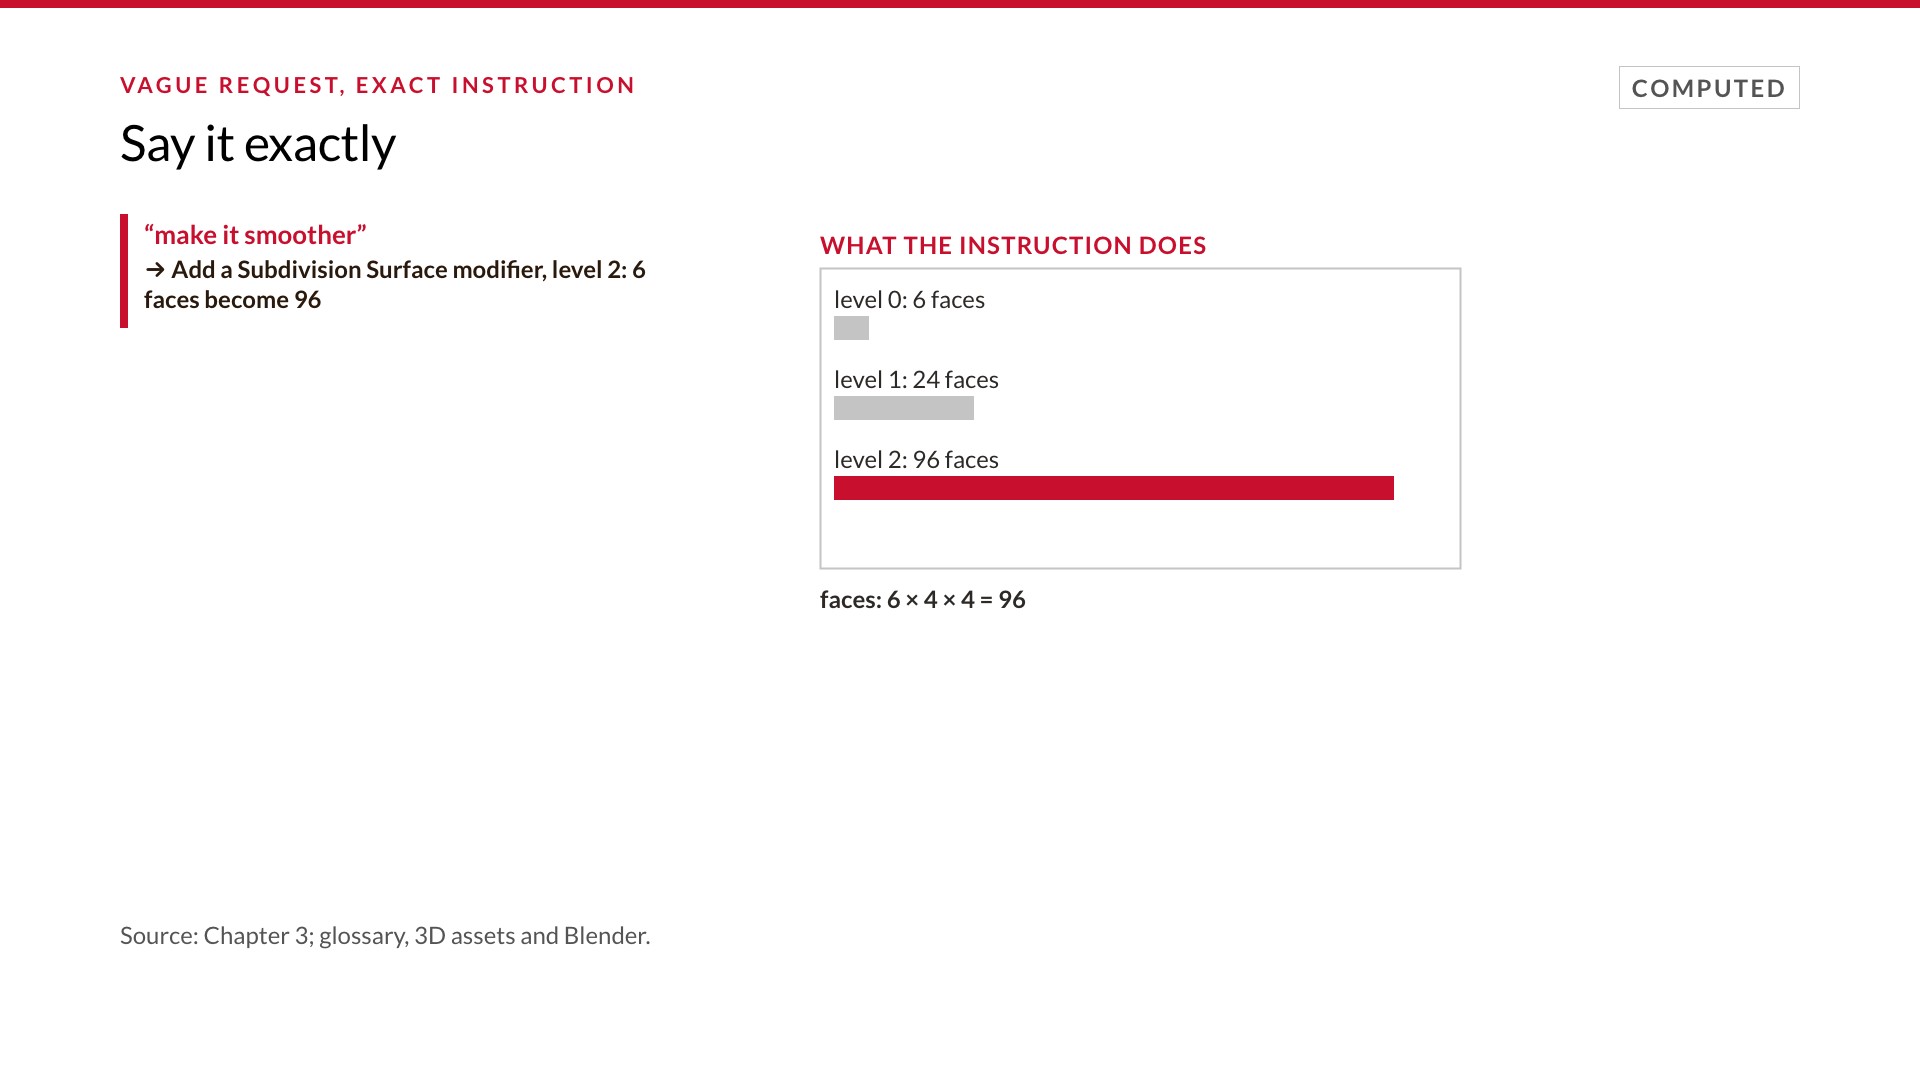 VAGUE REQUEST, EXACT INSTRUCTION
COMPUTED
Say it exactly
“make it smoother”
→ Add a Subdivision Surface modifier, level 2: 6
faces become 96
WHAT THE INSTRUCTION DOES
level 0: 6 faces
level 1: 24 faces
level 2: 96 faces
faces: 6 × 4 × 4 = 96
Source: Chapter 3; glossary, 3D assets and Blender.